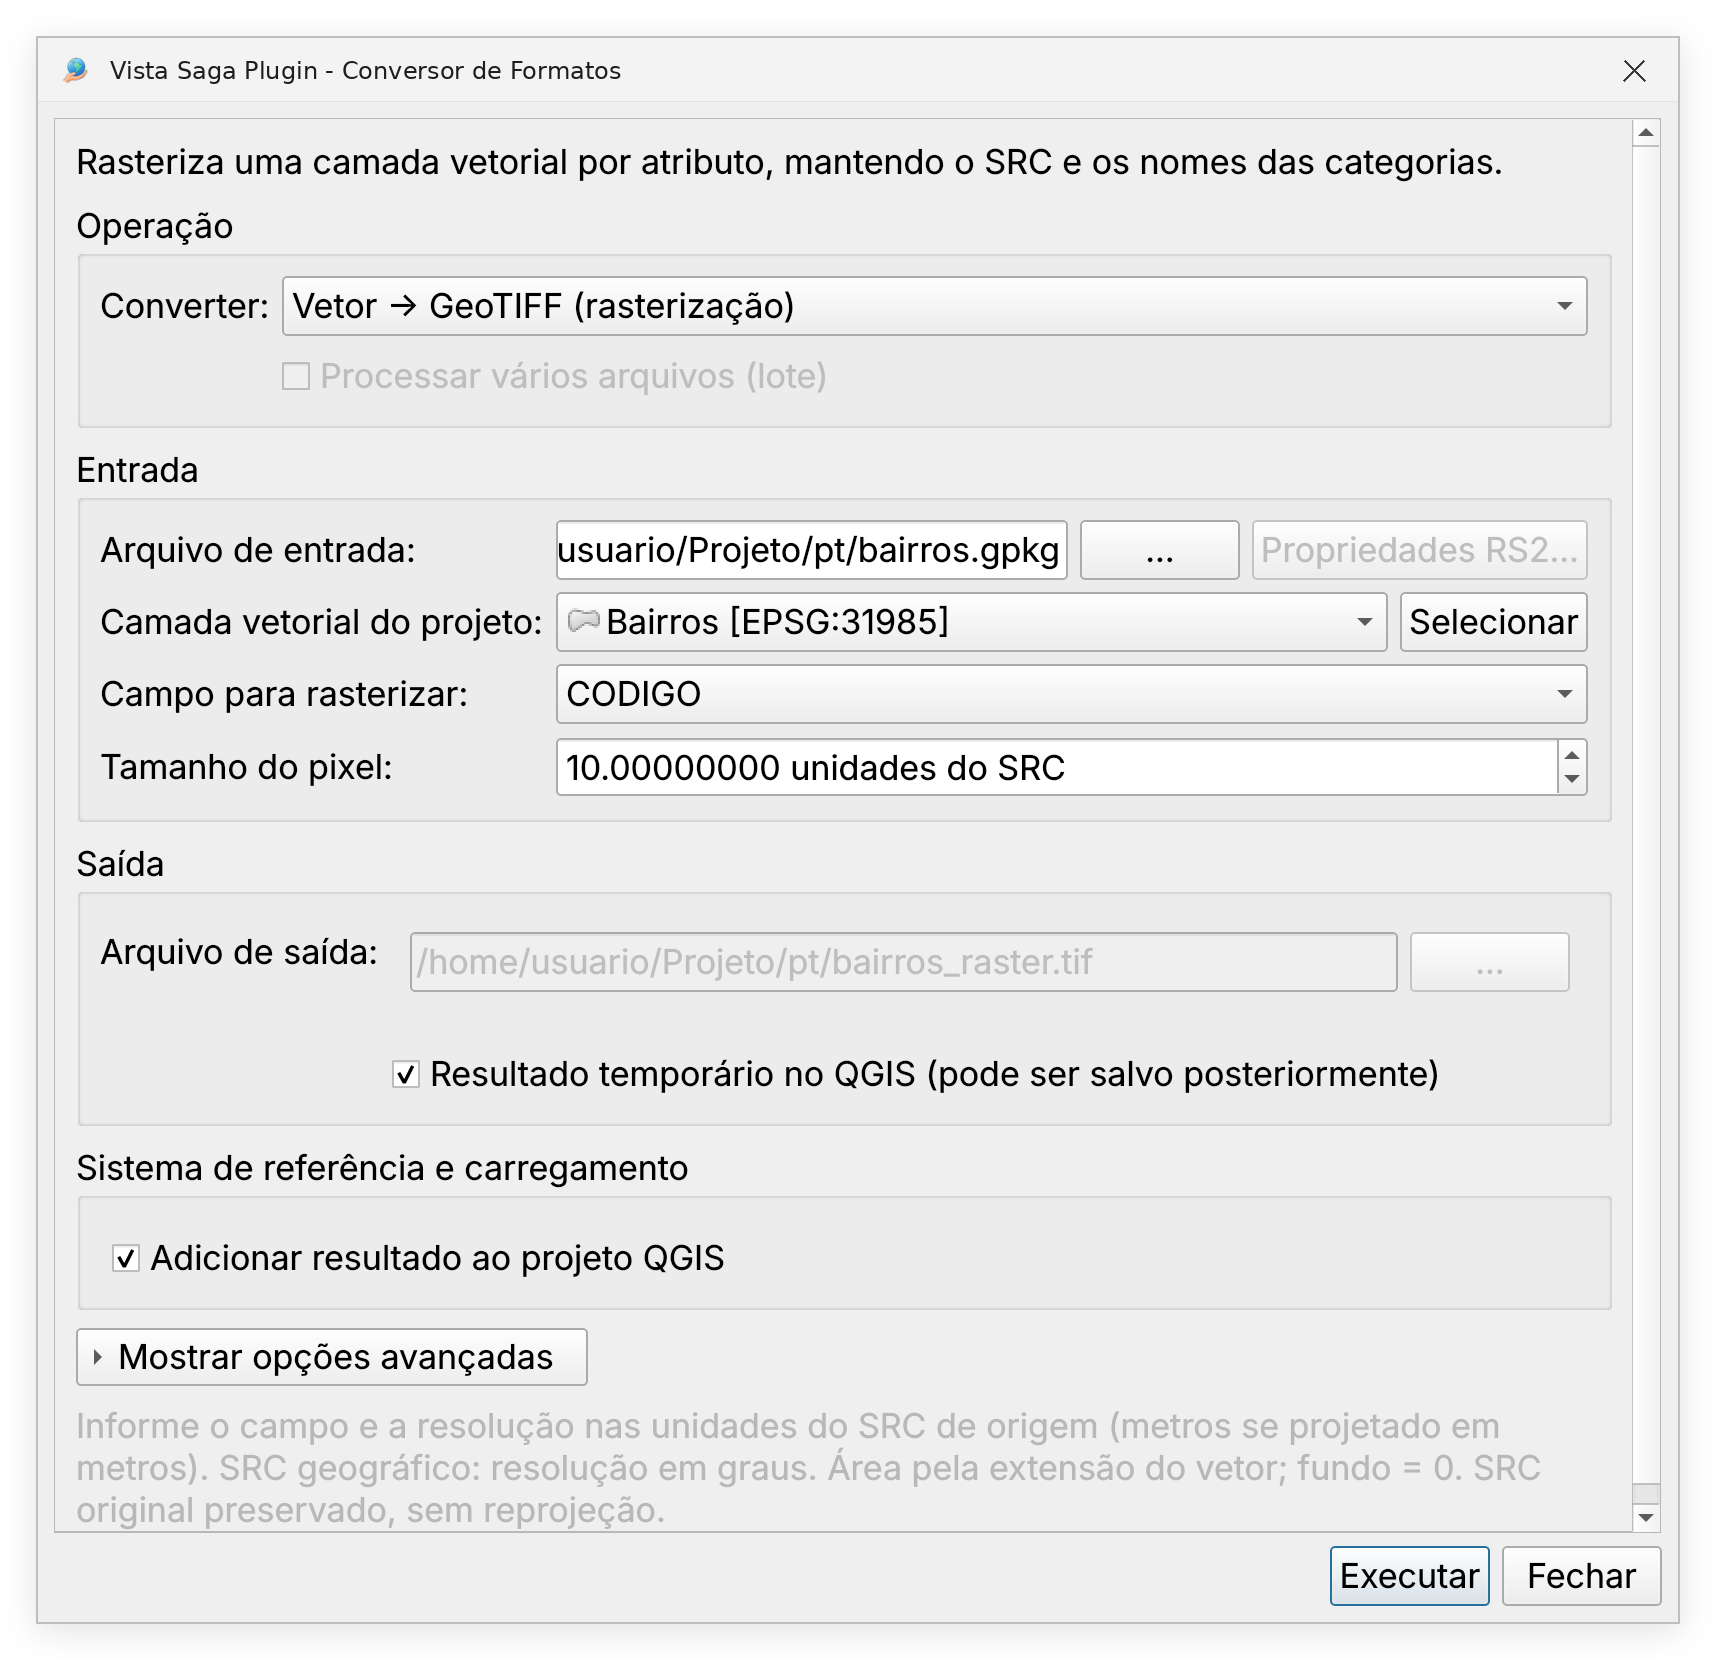 Vista Saga Plugin - Conversor de Formatos
Rasteriza uma camada vetorial por atributo, mantendo o SRC e os nomes das categorias.
Operação
Converter: Vetor → GeoTIFF (rasterização)
Processar vários arquivos (lote)
Entrada
Arquivo de entrada: usuario/Projeto/pt/bairros.gpkg ... Propriedades RS2...
Camada vetorial do projeto: Bairros [EPSG:31985] Selecionar
Campo para rasterizar: CODIGO
Tamanho do pixel: 10.00000000 unidades do SRC
Saída
Arquivo de saída: /home/usuario/Projeto/pt/bairros_raster.tif ...
Resultado temporário no QGIS (pode ser salvo posteriormente)
Sistema de referência e carregamento
Adicionar resultado ao projeto QGIS
Mostrar opções avançadas
Informe o campo e a resolução nas unidades do SRC de origem (metros se projetado em
metros). SRC geográfico: resolução em graus. Área pela extensão do vetor; fundo = 0. SRC
original preservado, sem reprojeção.
Executar Fechar